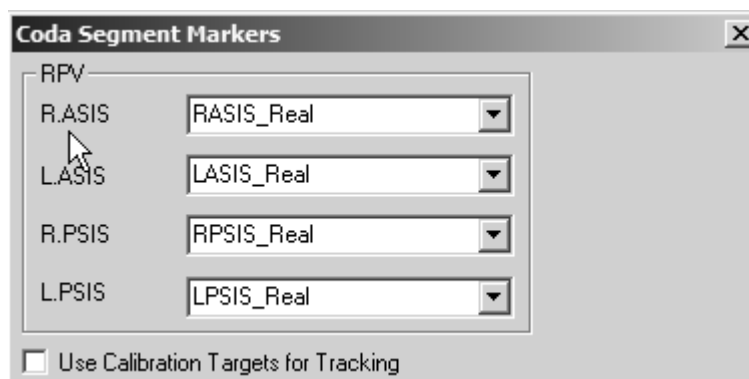 Coda Segment Markers
RPV
R.ASIS RASIS_Real
L.ASIS LASIS_Real
R.PSIS RPSIS_Real
L.PSIS LPSIS_Real
Use Calibration Targets for Tracking